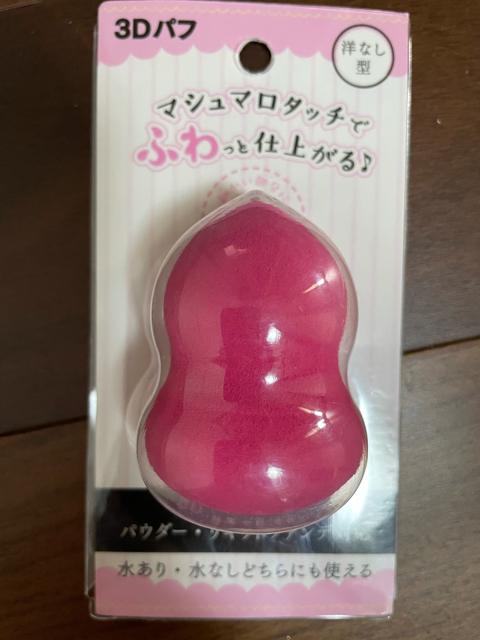 3Dパフ
洋なし
型
マシュマロタッチで
ふわっと仕上がる♪
パウダー・
水あり・水なしどちらにも使える